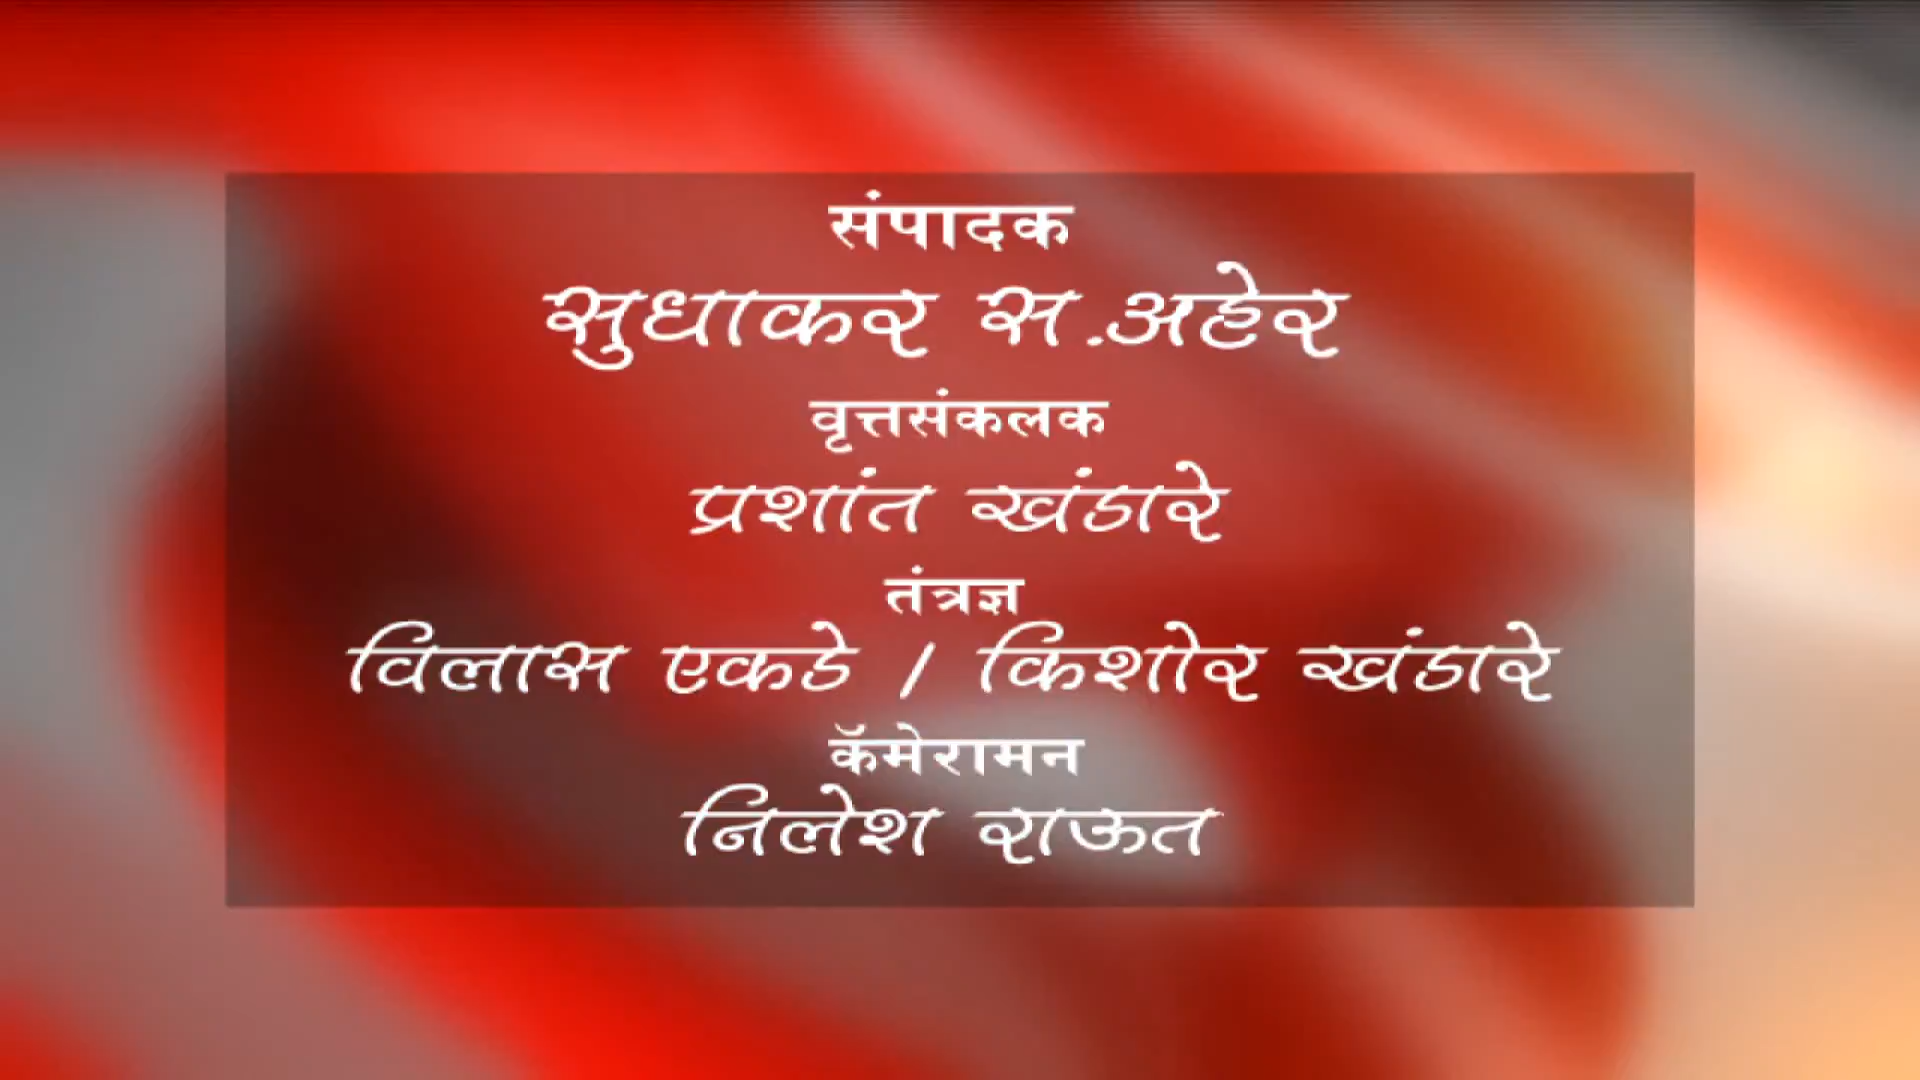 संपादक
सुधाकर स.अहेर
वृत्तसंकलक
प्रशांत खंडारे
तंत्रज्ञ
विलास एकडे / किशोर खंडारे
कॅमेरामन
निलेश राऊत